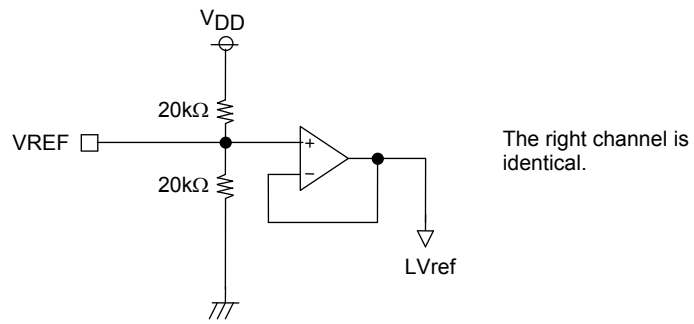 VDD
20kΩ
VREF
+
20kΩ
−
LVref
The right channel is
identical.